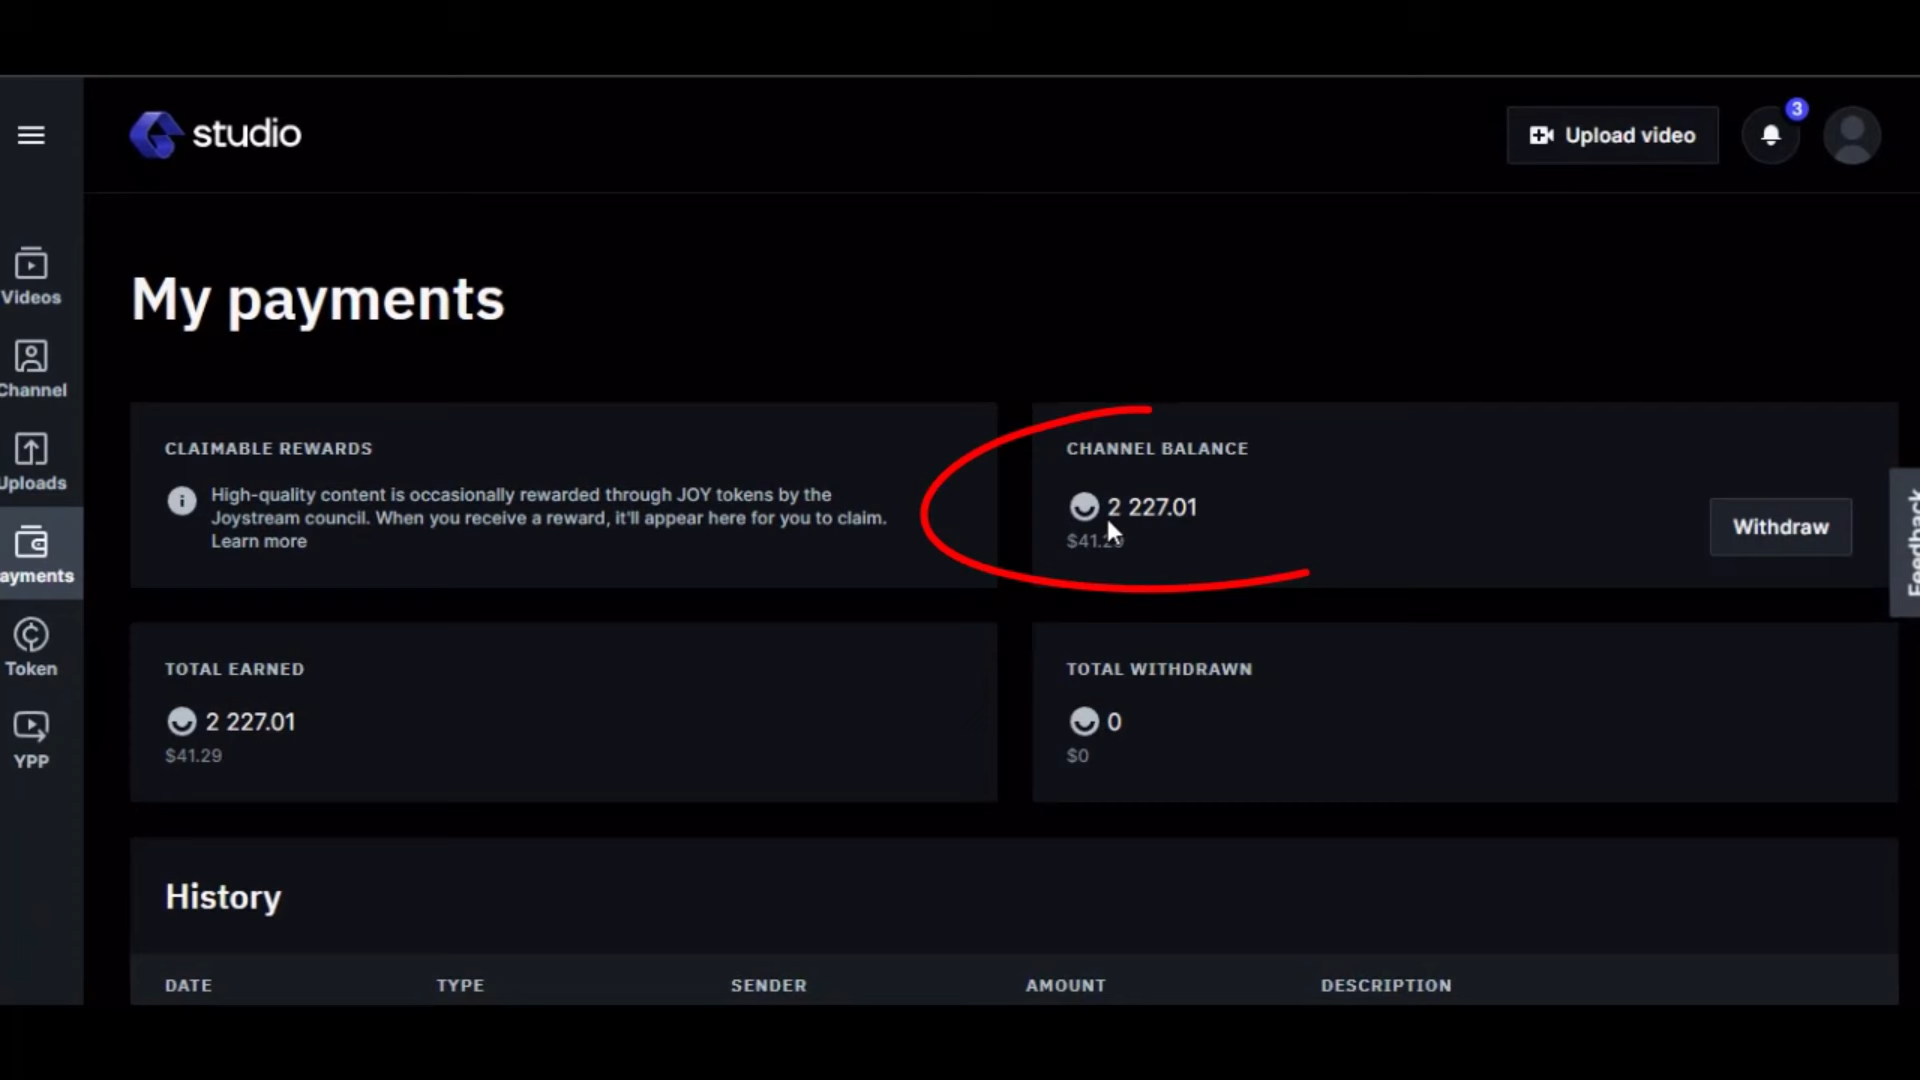 studio
Upload video
3
Videos
Channel
Uploads
ayments
Token
YPP
My payments
CLAIMABLE REWARDS
High-quality content is occasionally rewarded through JOY tokens by the
Joystream council. When you receive a reward, it'll appear here for you to claim.
Learn more
CHANNEL BALANCE
2 227.01
$41.29
Withdraw
Feedback
TOTAL EARNED
2 227.01
$41.29
TOTAL WITHDRAWN
0
$0
History
DATE TYPE SENDER AMOUNT DESCRIPTION